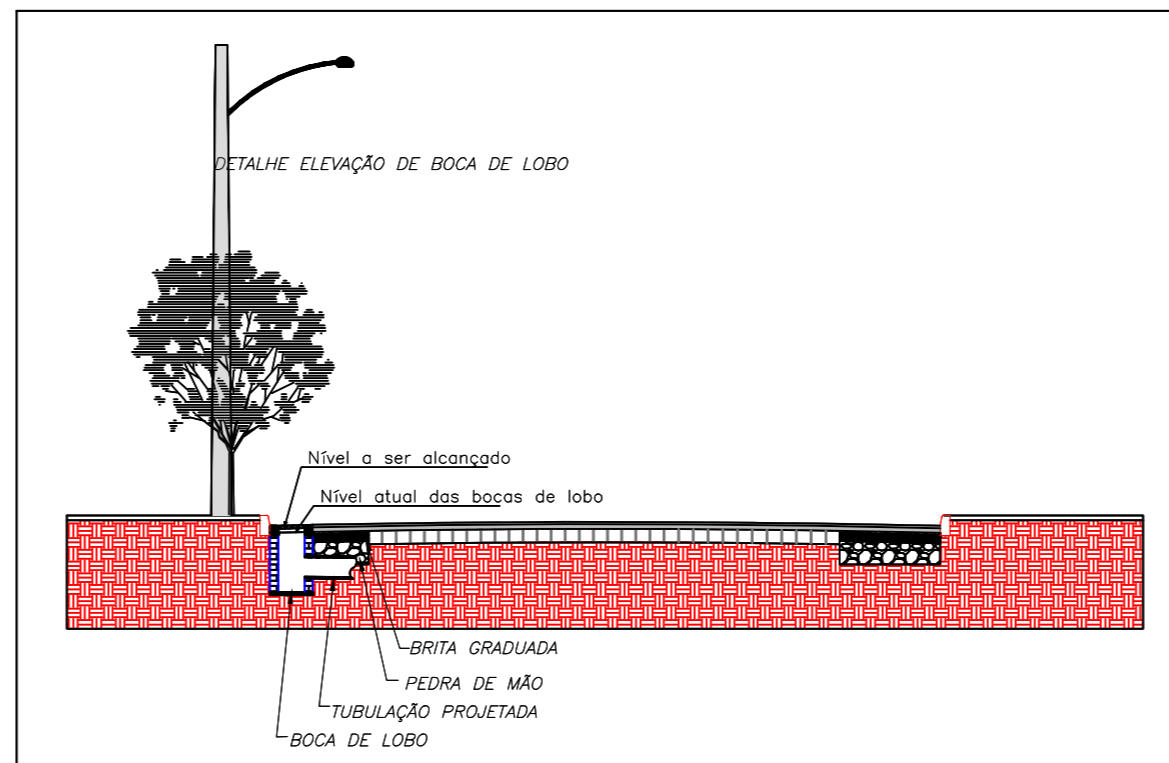 DETALHE ELEVAÇÃO DE BOCA DE LOBO
Nível a ser alcançado
Nível atual das bocas de lobo
BRITA GRADUADA
PEDRA DE MÃO
TUBULAÇÃO PROJETADA
BOCA DE LOBO